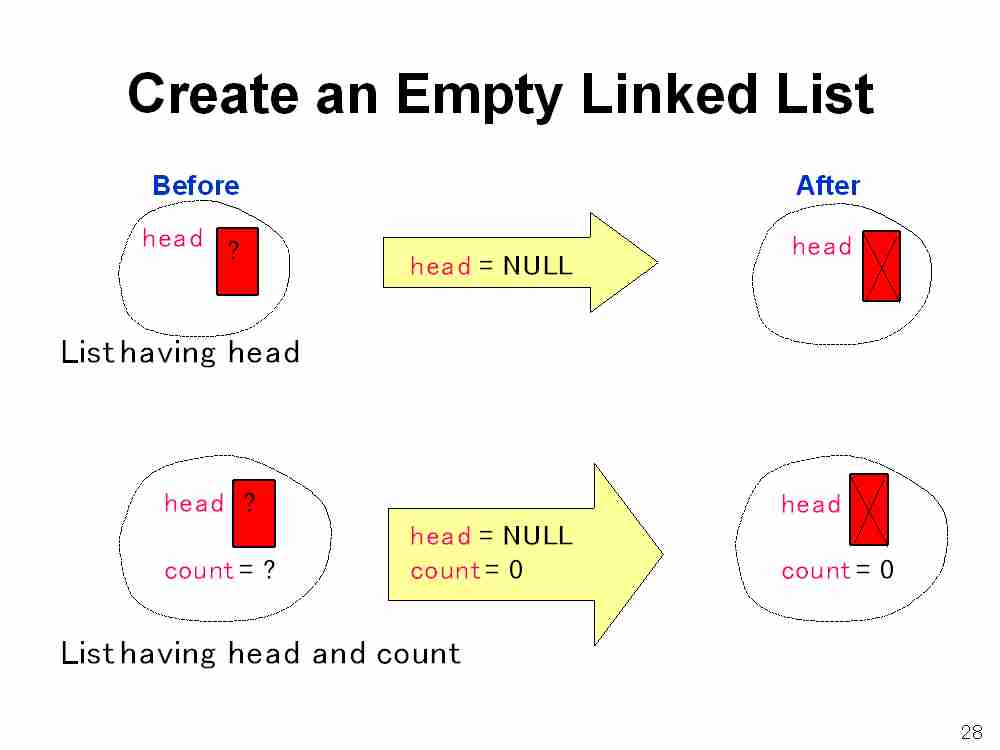 Create an Empty Linked List
Before
After
head ?
head = NULL
head
List having head
head ?
count = ?
head = NULL
count = 0
head
count = 0
List having head and count
28